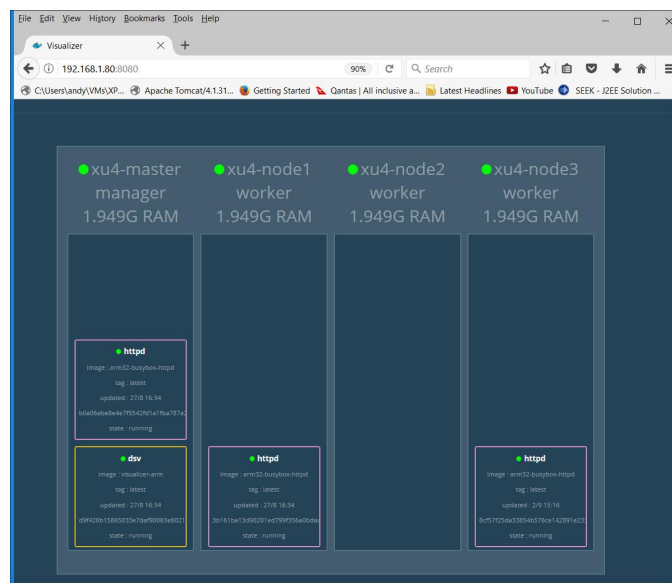 File Edit View History Bookmarks Tools Help
Visualizer
192.168.1.80:8080
90%
Search
C:\Users\andy\VMs\XP...
Apache Tomcat/4.1.31...
Getting Started
Qantas | All inclusive a...
Latest Headlines
YouTube
SEEK - J2EE Solution ...
xu4-master
manager
1.949G RAM
httpd
image : arm32-busybox-httpd
tag : latest
updated : 27/8 16:34
state : running
dsv
image : visualizer-arm
tag : latest
updated : 27/8 16:34
state : running
xu4-node1
worker
1.949G RAM
httpd
image : arm32-busybox-httpd
tag : latest
updated : 27/8 16:34
state : running
xu4-node2
worker
1.949G RAM
xu4-node3
worker
1.949G RAM
httpd
image : arm32-busybox-httpd
tag : latest
updated : 2/9 15:16
state : running